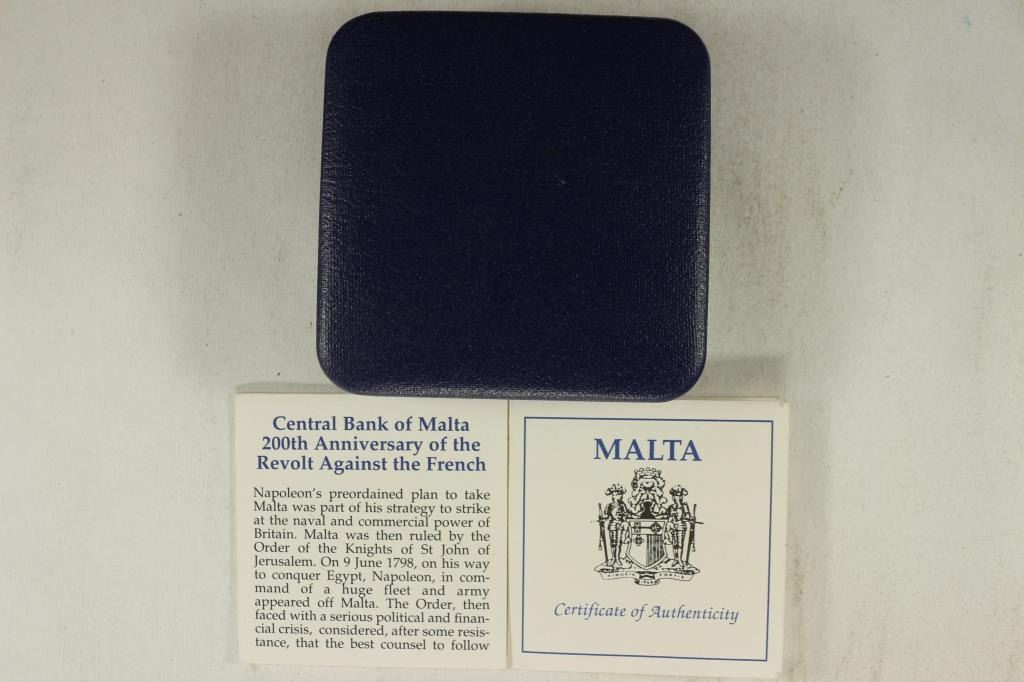 Central Bank of Malta
200th Anniversary of the
Revolt Against the French
Napoleon's preordained plan to take
Malta was part of his strategy to strike
at the naval and commercial power of
Britain. Malta was then ruled by the
Order of the Knights of St John of
Jerusalem. On 9 June 1798, on his way
to conquer Egypt, Napoleon, in com-
mand of a huge fleet and army
appeared off Malta. The Order, then
faced with a serious political and finan-
cial crisis, considered, after some resis-
tance, that the best counsel to follow
MALTA
Certificate of Authenticity